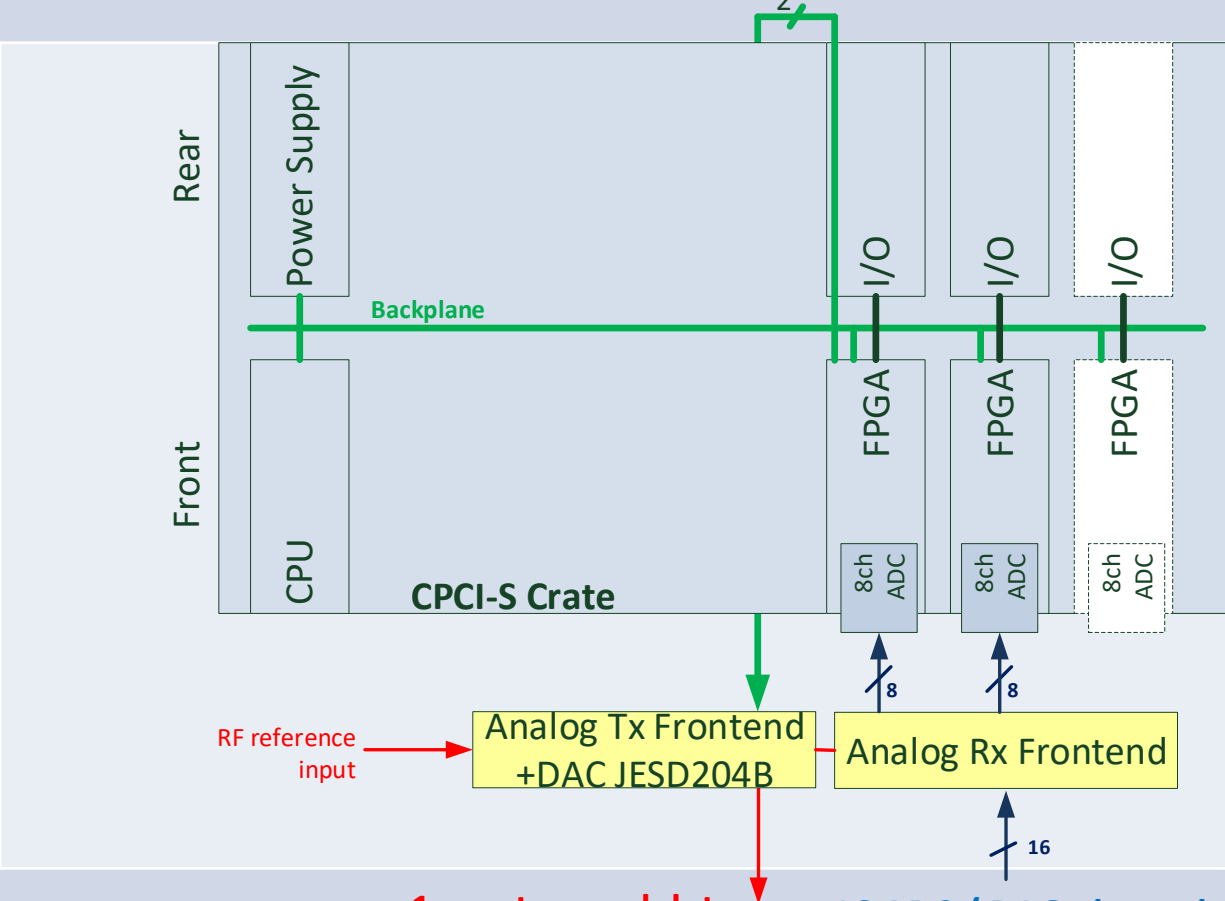 2
Rear
Power Supply
I/O
I/O
I/O
Backplane
Front
CPU
FPGA
FPGA
FPGA
8ch
ADC
8ch
ADC
8ch
ADC
CPCI-S Crate
8
8
RF reference
input
Analog Tx Frontend
+DAC JESD204B
Analog Rx Frontend
16